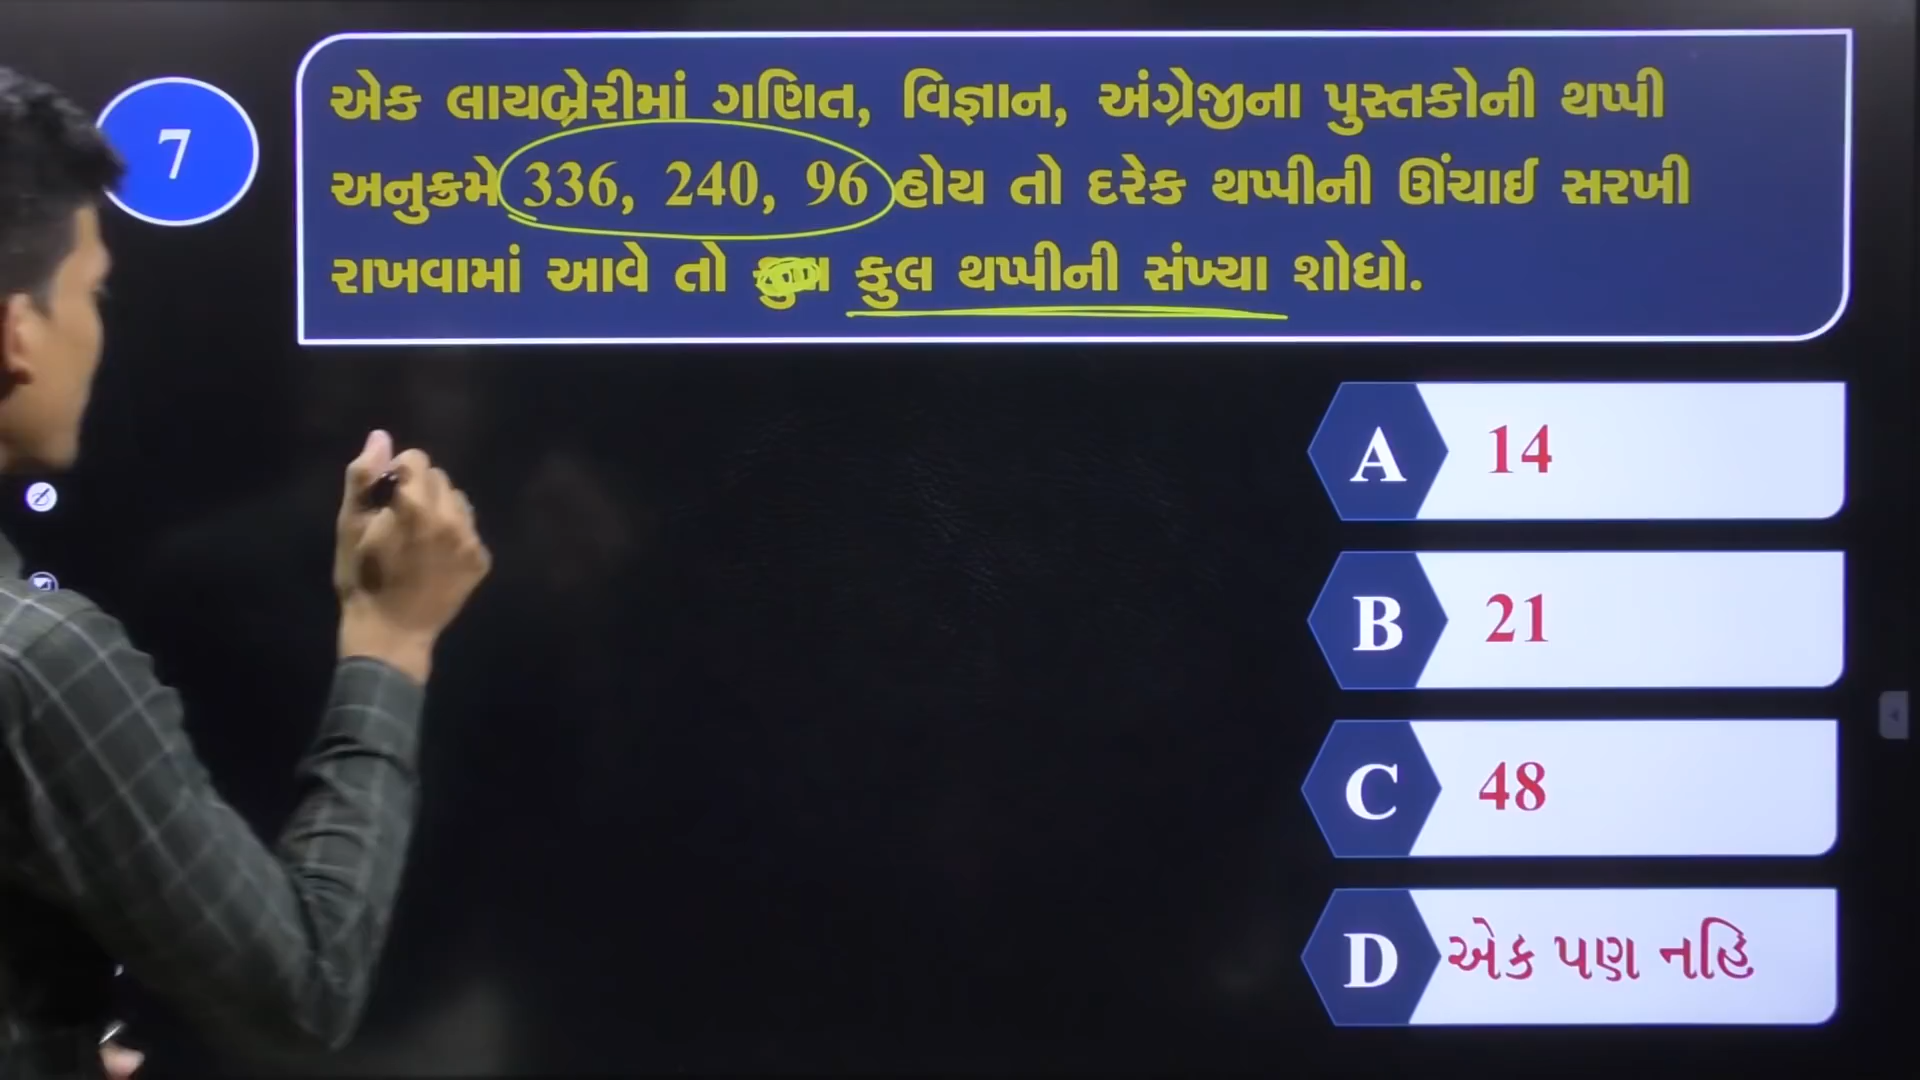 7
એક લાયબ્રેરીમાં ગણિત, વિજ્ઞાન, અંગ્રેજીના પુસ્તકોની થપ્પી
અનુક્રમે 336, 240, 96 હોય તો દરેક થપ્પીની ઊંચાઈ સરખી
રાખવામાં આવે તો કુલ થપ્પીની સંખ્યા શોધો.
A 14
B 21
C 48
D એક પણ નહિ